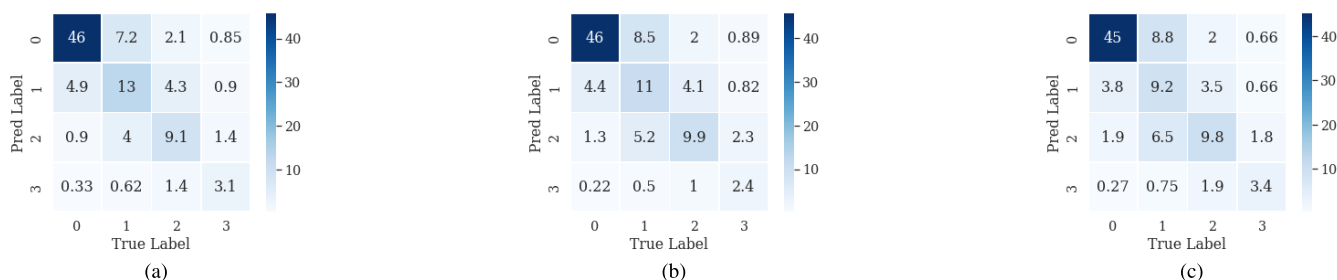 0 46 7.2 2.1 0.85
1 4.9 13 4.3 0.9
2 0.9 4 9.1 1.4
3 0.33 0.62 1.4 3.1
0 1 2 3
True Label
Pred Label
40
30
20
10
(a)
0 46 8.5 2 0.89
1 4.4 11 4.1 0.82
2 1.3 5.2 9.9 2.3
3 0.22 0.5 1 2.4
0 1 2 3
True Label
Pred Label
40
30
20
10
(b)
0 45 8.8 2 0.66
1 3.8 9.2 3.5 0.66
2 1.9 6.5 9.8 1.8
3 0.27 0.75 1.9 3.4
0 1 2 3
True Label
Pred Label
40
30
20
10
(c)